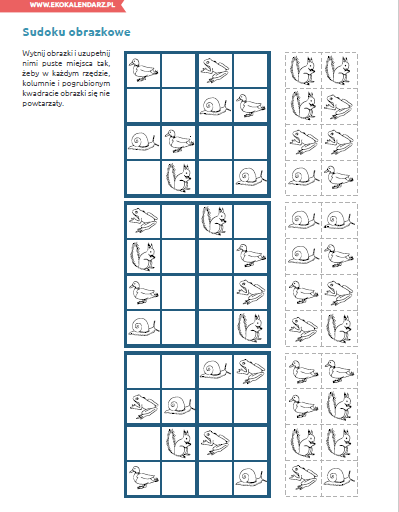 WWW.EKOKALENDARZ.PL
Sudoku obrazkowe
Wytnij obrazki i uzupełnij
nimi puste miejsca tak,
żeby w każdym rzędzie,
kolumnie i pogrubionym
kwadracie obrazki się nie
powtarzały.